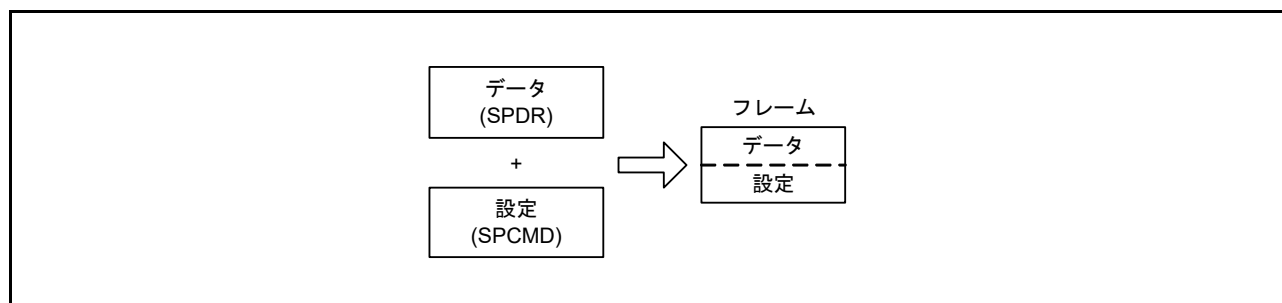 データ
(SPDR)
+
設定
(SPCMD)
フレーム
データ
設定